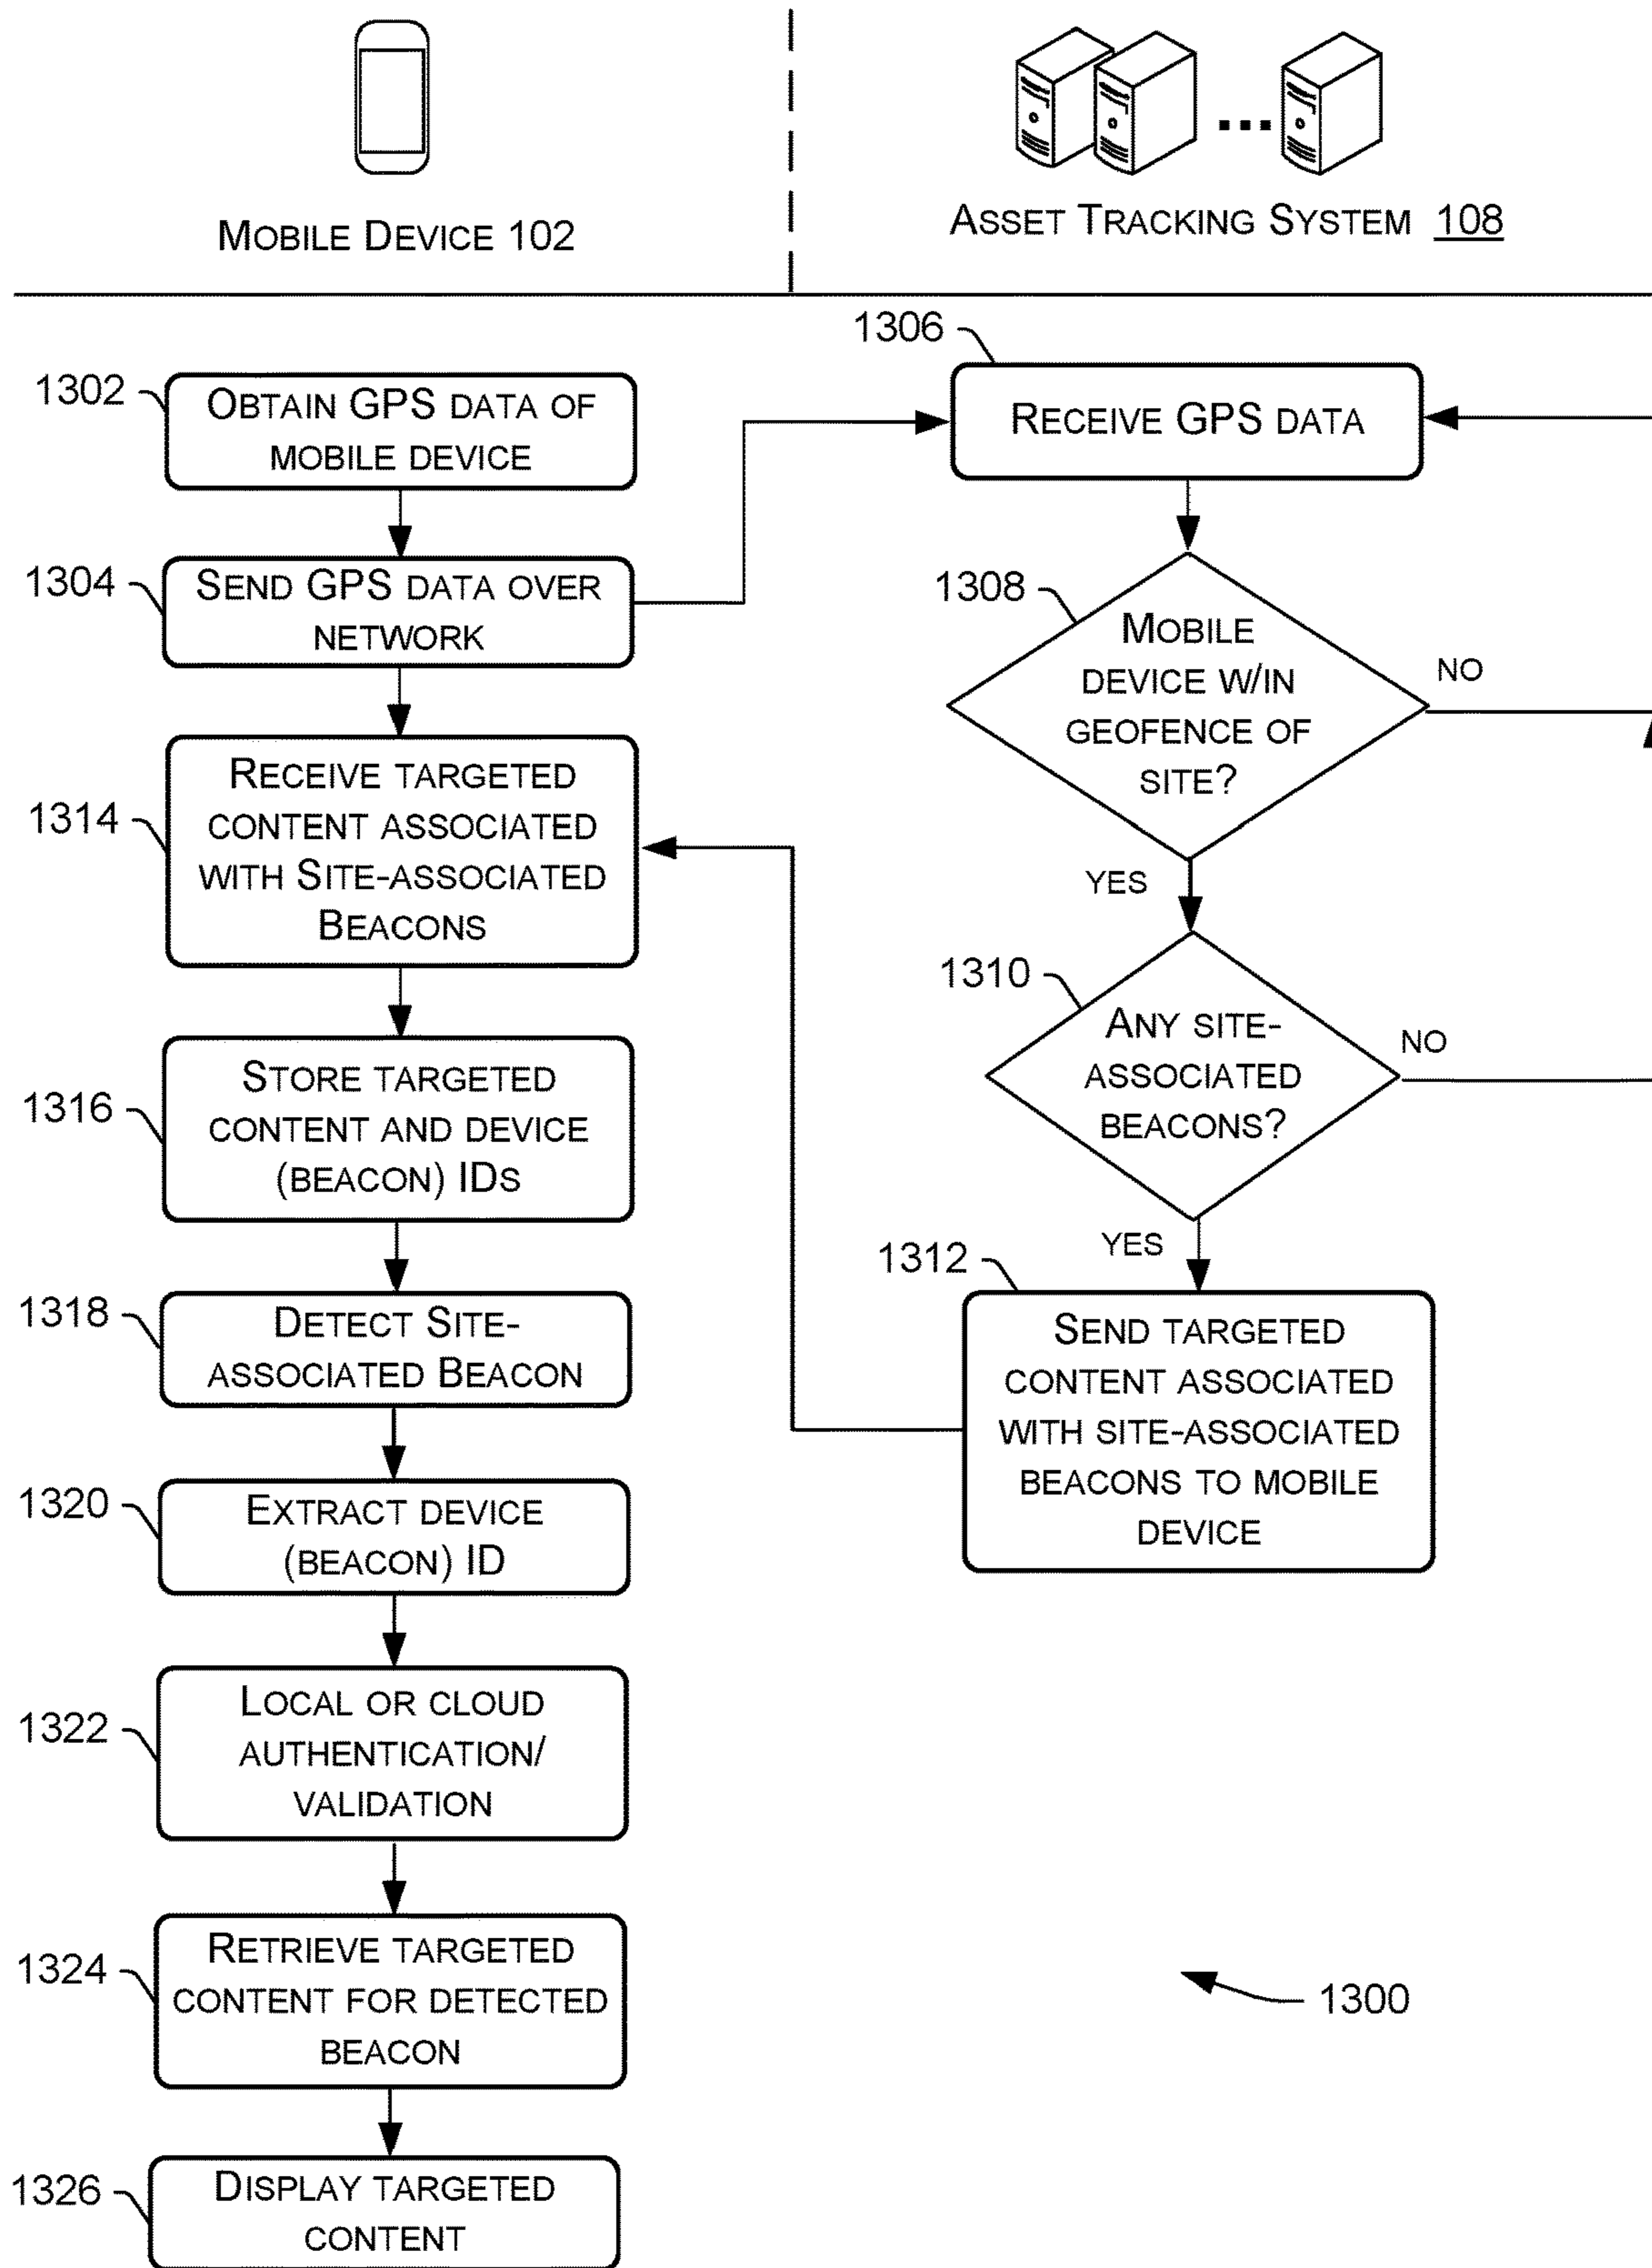 MOBILE DEVICE 102
ASSET TRACKING SYSTEM 108
1302
OBTAIN GPS DATA OF
MOBILE DEVICE
1304
SEND GPS DATA OVER
NETWORK
1306
RECEIVE GPS DATA
1308
MOBILE
DEVICE W/IN
GEOFENCE OF
SITE?
NO
YES
1310
ANY SITE-
ASSOCIATED
BEACONS?
NO
YES
1312
SEND TARGETED
CONTENT ASSOCIATED
WITH SITE-ASSOCIATED
BEACONS TO MOBILE
DEVICE
1314
RECEIVE TARGETED
CONTENT ASSOCIATED
WITH SITE-ASSOCIATED
BEACONS
1316
STORE TARGETED
CONTENT AND DEVICE
(BEACON) IDS
1318
DETECT SITE-
ASSOCIATED BEACON
1320
EXTRACT DEVICE
(BEACON) ID
1322
LOCAL OR CLOUD
AUTHENTICATION/
VALIDATION
1324
RETRIEVE TARGETED
CONTENT FOR DETECTED
BEACON
1326
DISPLAY TARGETED
CONTENT
1300